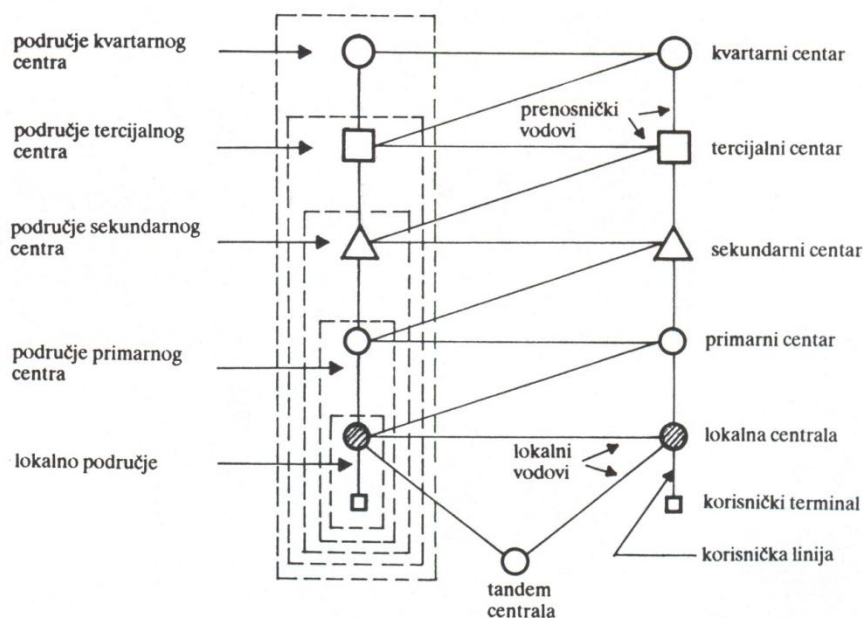 područje kvartarnog
centra
kvartarni centar
prenosnički
vodovi
područje tercijalnog
centra
tercijalni centar
područje sekundarnog
centra
sekundarni centar
područje primarnog
centra
primarni centar
lokalno područje
lokalni
vodovi
lokalna centrala
korisnički terminal
korisnička linija
tandem
centrala